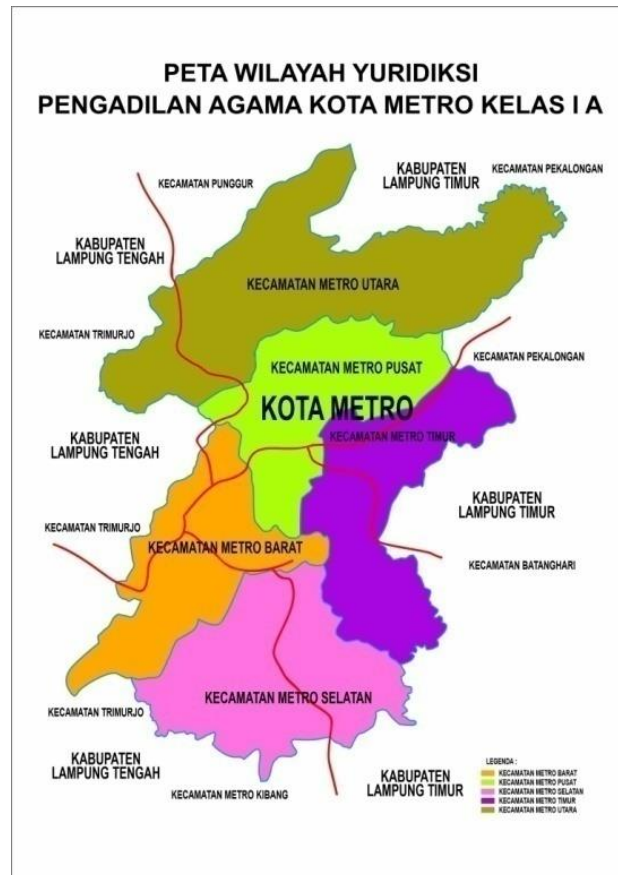 PETA WILAYAH YURIDIKSI
PENGADILAN AGAMA KOTA METRO KELAS I A
KECAMATAN PUNGGUR
KABUPATEN
LAMPUNG TIMUR
KECAMATAN PEKALONGAN
KABUPATEN
LAMPUNG TENGAH
KECAMATAN METRO UTARA
KECAMATAN TRIMURJO
KECAMATAN METRO PUSAT
KECAMATAN PEKALONGAN
KOTA METRO
KECAMATAN METRO TIMUR
KABUPATEN
LAMPUNG TENGAH
KABUPATEN
LAMPUNG TIMUR
KECAMATAN TRIMURJO
KECAMATAN METRO BARAT
KECAMATAN BATANGHARI
KECAMATAN METRO SELATAN
KECAMATAN TRIMURJO
KABUPATEN
LAMPUNG TENGAH
KECAMATAN METRO KIBANG
KABUPATEN
LAMPUNG TIMUR
LEGENDA :
KECAMATAN METRO BARAT
KECAMATAN METRO PUSAT
KECAMATAN METRO SELATAN
KECAMATAN METRO TIMUR
KECAMATAN METRO UTARA